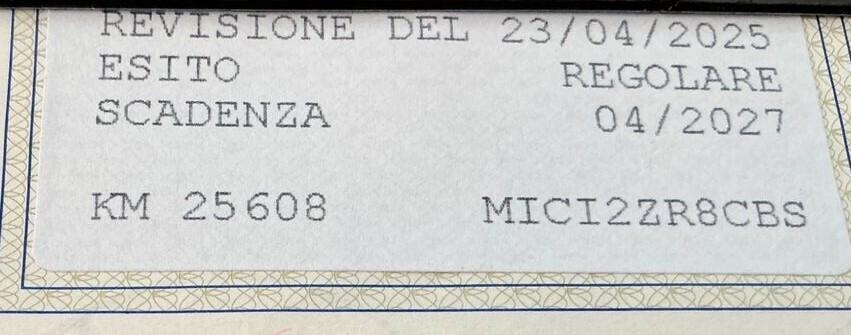 REVISIONE DEL 23/04/2025
ESITO REGOLARE
SCADENZA 04/2027
KM 25608 MICI2ZR8CBS